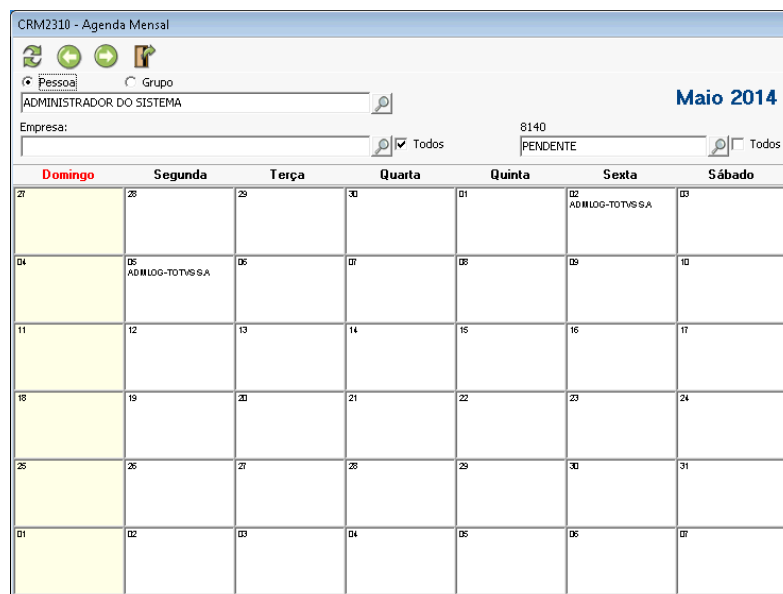 CRM2310 - Agenda Mensal
Pessoa Grupo
ADMINISTRADOR DO SISTEMA
Maio 2014
Empresa: 8140
Todos PENDENTE Todos
Domingo Segunda Terça Quarta Quinta Sexta Sábado
27 28 29 30 01 02 03
ADMLOG-TOTVS S.A
04 05 06 07 08 09 10
ADMLOG-TOTVS S.A
11 12 13 14 15 16 17
18 19 20 21 22 23 24
25 26 27 28 29 30 31
01 02 03 04 05 06 07